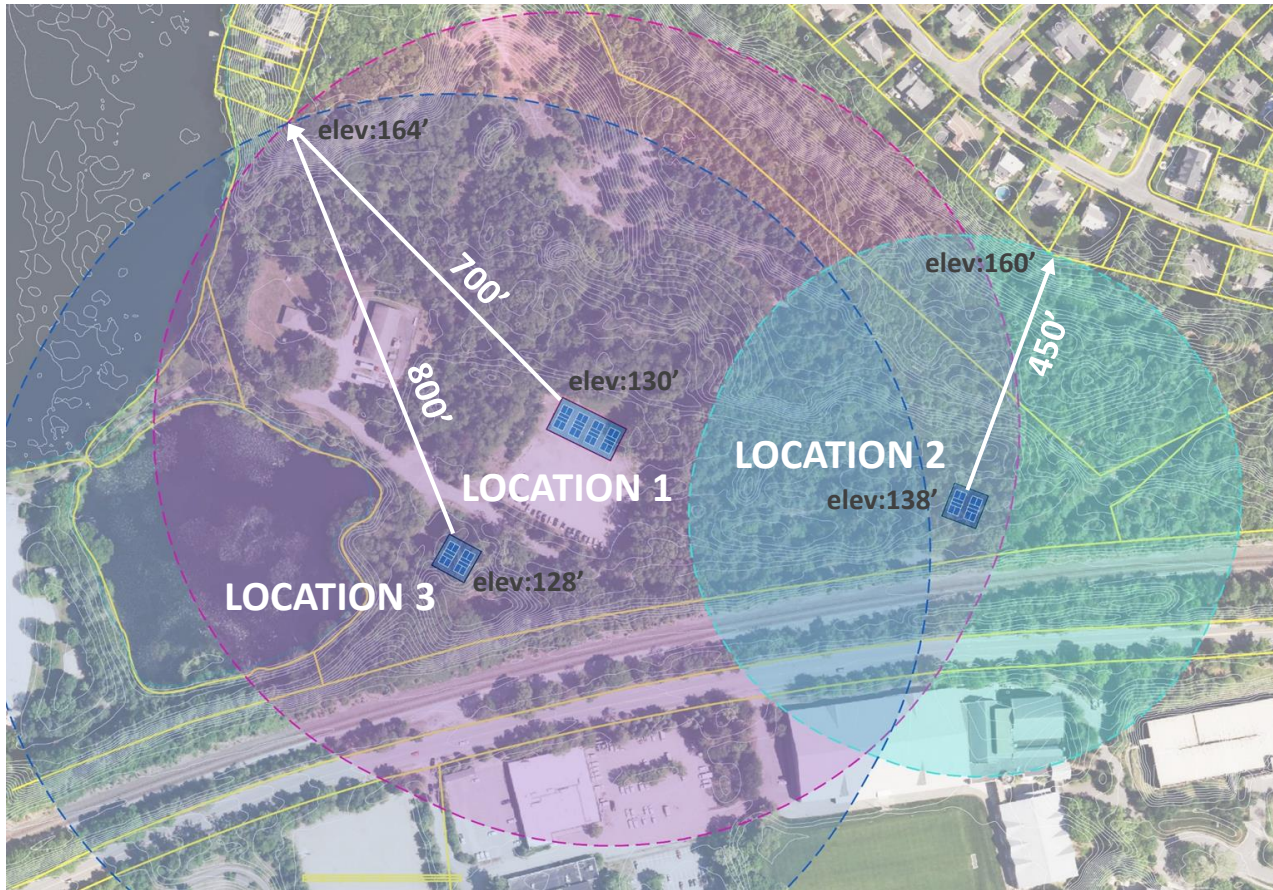 elev:164’
elev:160’
700’
450’
800’
elev:130’
LOCATION 2
LOCATION 1
elev:138’
elev:128’
LOCATION 3